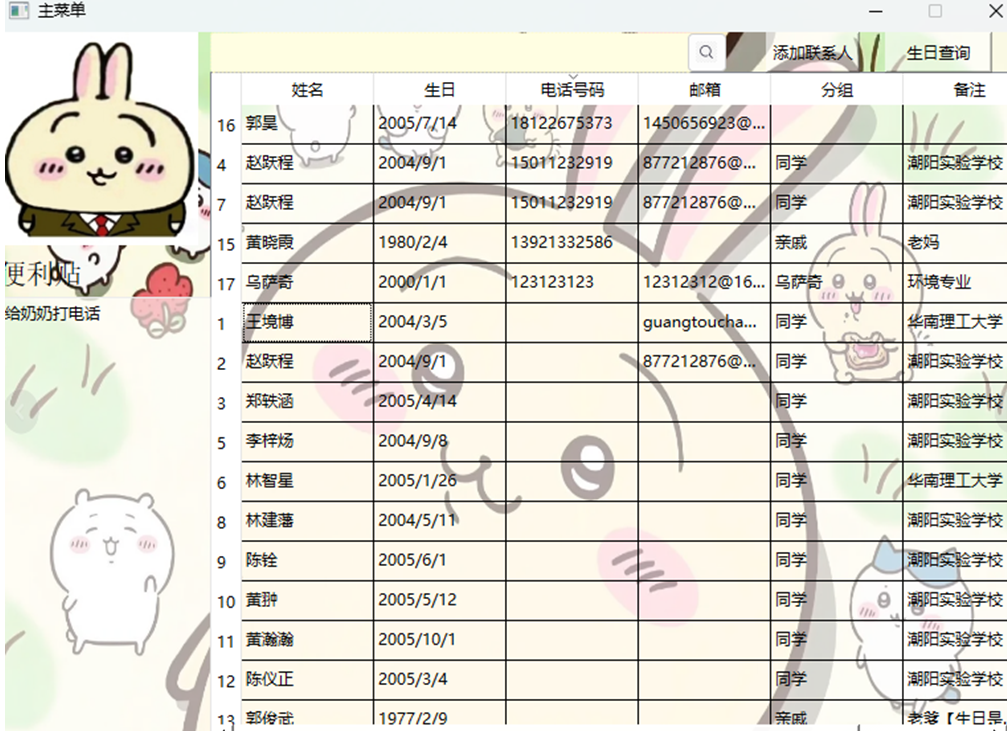 主菜单
添加联系人 生日查询
姓名 生日 电话号码 邮箱 分组 备注
16 郭昊 2005/7/14 18122675373 1450656923@...
4 赵跃程 2004/9/1 15011232919 877212876@... 同学 潮阳实验学校
7 赵跃程 2004/9/1 15011232919 877212876@... 同学 潮阳实验学校
15 黄晓霞 1980/2/4 13921332586 亲戚 老妈
17 乌萨奇 2000/1/1 123123123 12312312@16... 乌萨奇 环境专业
1 王境博 2004/3/5 guangtoucha... 同学 华南理工大学
2 赵跃程 2004/9/1 877212876@... 同学 潮阳实验学校
3 郑轶涵 2005/4/14 同学 潮阳实验学校
5 李梓炀 2004/9/8 同学 潮阳实验学校
6 林智星 2005/1/26 同学 华南理工大学
8 林建藩 2004/5/11 同学 潮阳实验学校
9 陈铨 2005/6/1 同学 潮阳实验学校
10 黄翀 2005/5/12 同学 潮阳实验学校
11 黄瀚瀚 2005/10/1 同学 潮阳实验学校
12 陈仪正 2005/3/4 同学 潮阳实验学校
13 郭俊武 1977/2/9 亲戚 老爹【生日是...
便利贴
给奶奶打电话